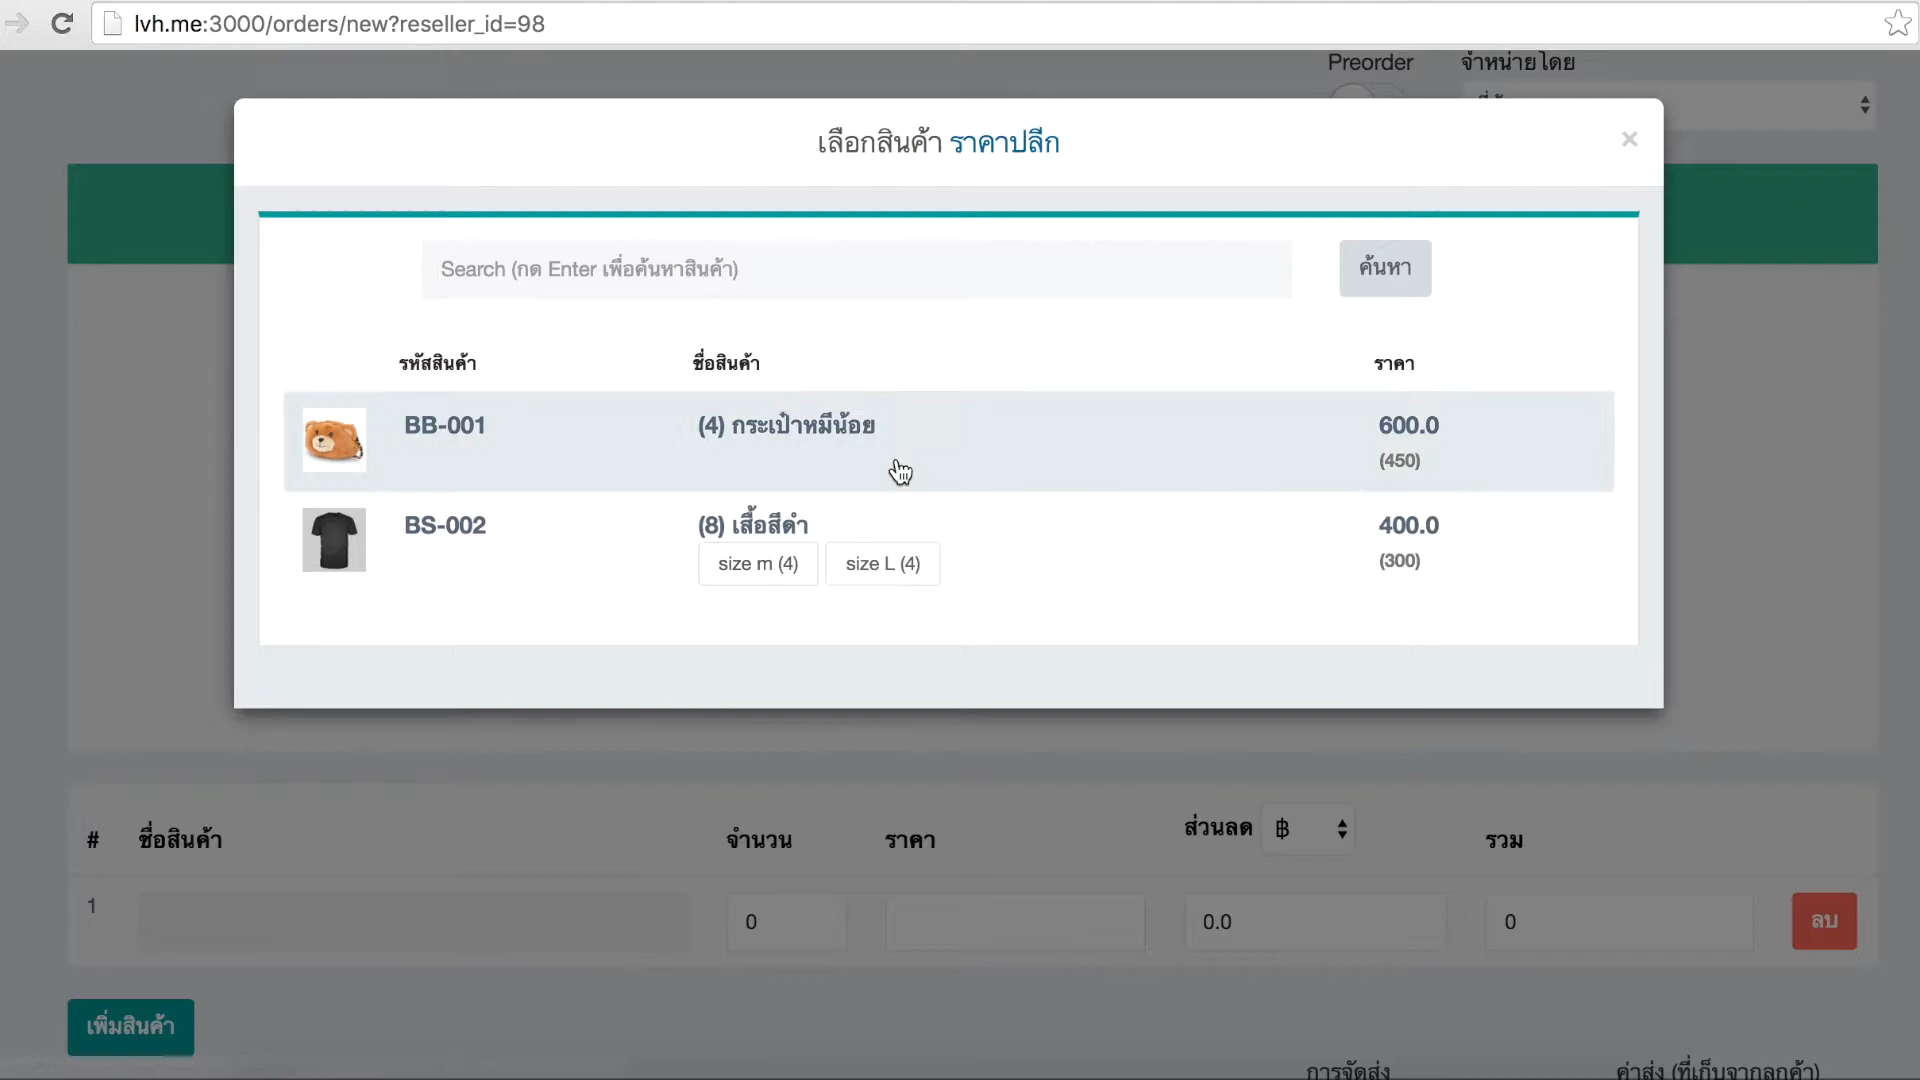 lvh.me:3000/orders/new?reseller_id=98
Preorder
จำหน่ายโดย
เลือกสินค้า ราคาปลีก
×
Search (กด Enter เพื่อค้นหาสินค้า)
ค้นหา
รหัสสินค้า ชื่อสินค้า ราคา
BB-001 (4) กระเป๋าหมีน้อย 600.0
(450)
BS-002 (8) เสื้อสีดำ 400.0
size m (4) size L (4) (300)
# ชื่อสินค้า จำนวน ราคา ส่วนลด ฿ รวม
1 0 0.0 0 ลบ
เพิ่มสินค้า
การจัดส่ง ค่าส่ง (ที่เก็บจากลูกค้า)